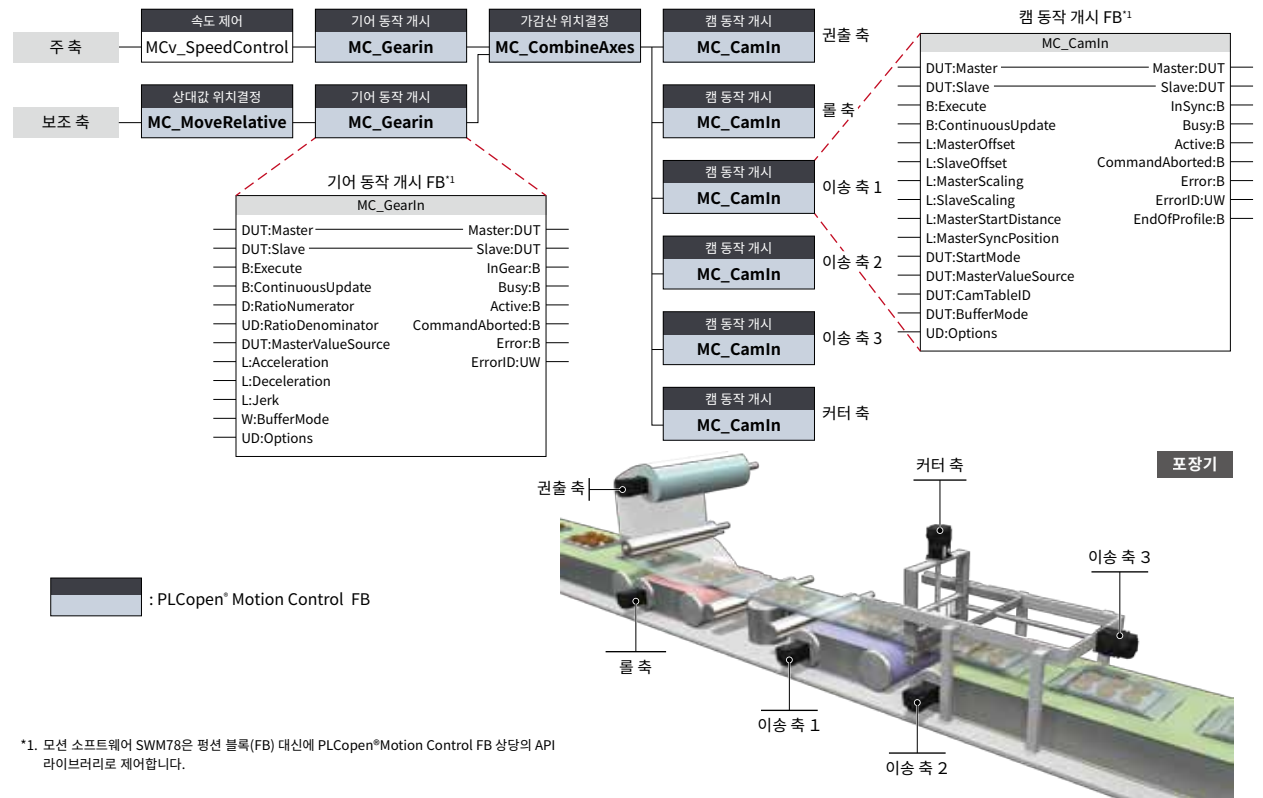 속도 제어
기어 동작 개시
가감산 위치결정
캠 동작 개시
주 축
MCv_SpeedControl
MC_Gearin
MC_CombineAxes
MC_CamIn
권출 축
상대값 위치결정
기어 동작 개시
캠 동작 개시
보조 축
MC_MoveRelative
MC_Gearin
MC_CamIn
롤 축
캠 동작 개시
MC_CamIn
이송 축 1
캠 동작 개시
MC_CamIn
이송 축 2
캠 동작 개시
MC_CamIn
이송 축 3
캠 동작 개시
MC_CamIn
커터 축
기어 동작 개시 FB*1
MC_GearIn
DUT:Master Master:DUT
DUT:Slave Slave:DUT
B:Execute InGear:B
B:ContinuousUpdate Busy:B
D:RatioNumerator Active:B
UD:RatioDenominator CommandAborted:B
DUT:MasterValueSource Error:B
L:Acceleration ErrorID:UW
L:Deceleration
L:Jerk
W:BufferMode
UD:Options
캠 동작 개시 FB*1
MC_CamIn
DUT:Master Master:DUT
DUT:Slave Slave:DUT
B:Execute InSync:B
B:ContinuousUpdate Busy:B
L:MasterOffset Active:B
L:SlaveOffset CommandAborted:B
L:MasterScaling Error:B
L:SlaveScaling ErrorID:UW
L:MasterStartDistance EndOfProfile:B
L:MasterSyncPosition
DUT:StartMode
DUT:MasterValueSource
DUT:CamTableID
DUT:BufferMode
UD:Options
포장기
커터 축
권출 축
이송 축 3
롤 축
이송 축 1
이송 축 2
: PLCopen® Motion Control FB
*1. 모션 소프트웨어 SWM78은 펑션 블록(FB) 대신에 PLCopen®Motion Control FB 상당의 API
라이브러리로 제어합니다.